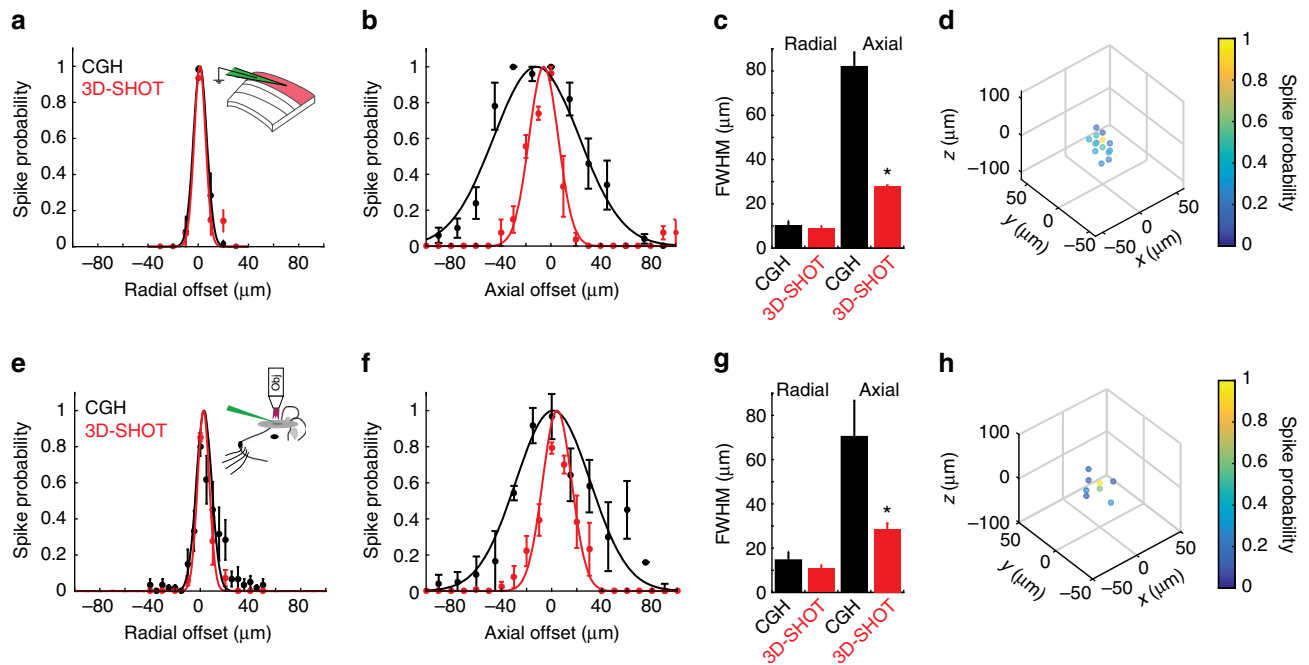 a
b
c
d
CGH
3D-SHOT
Spike probability
1
0.8
0.6
0.4
0.2
0
−80
−40
0
40
80
Radial offset (µm)
Spike probability
1
0.8
0.6
0.4
0.2
0
−80
−40
0
40
80
Axial offset (µm)
Radial
Axial
FWHM (µm)
80
60
40
20
0
*
CGH
3D-SHOT
CGH
3D-SHOT
z (µm)
100
0
−100
50
0
−50
y (µm)
−50
0
50
x (µm)
1
0.8
0.6
0.4
0.2
0
Spike probability
e
f
g
h
CGH
3D-SHOT
Obj
Spike probability
1
0.8
0.6
0.4
0.2
0
−80
−40
0
40
80
Radial offset (µm)
Spike probability
1
0.8
0.6
0.4
0.2
0
−80
−40
0
40
80
Axial offset (µm)
Radial
Axial
FWHM (µm)
80
60
40
20
0
*
CGH
3D-SHOT
CGH
3D-SHOT
z (µm)
100
0
−100
50
0
−50
y (µm)
−50
0
50
x (µm)
1
0.8
0.6
0.4
0.2
0
Spike probability